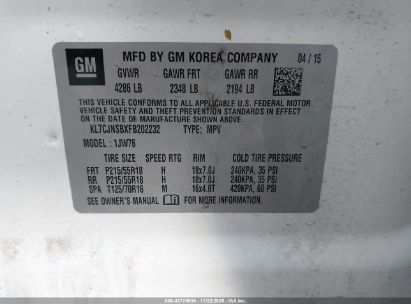 GM
MFD BY GM KOREA COMPANY 04 / 15
GVWR GAWR FRT GAWR RR
4286 LB 2348 LB 2194 LB
THIS VEHICLE CONFORMS TO ALL APPLICABLE U.S. FEDERAL MOTOR
VEHICLE SAFETY AND THEFT PREVENTION STANDARDS IN EFFECT
ON THE DATE OF MANUFACTURE SHOWN ABOVE.
KL7CJNSBXFB202232 TYPE: MPV
MODEL : 1JW76
TIRE SIZE SPEED RTG RIM COLD TIRE PRESSURE
FRT P215/55R18 H 18x7.0J 240KPA, 35 PSI
RR P215/55R18 H 18x7.0J 240KPA, 35 PSI
SPA T125/70R16 M 16x4.0T 420KPA, 60 PSI
SEE OWNER'S MANUAL FOR MORE INFORMATION.